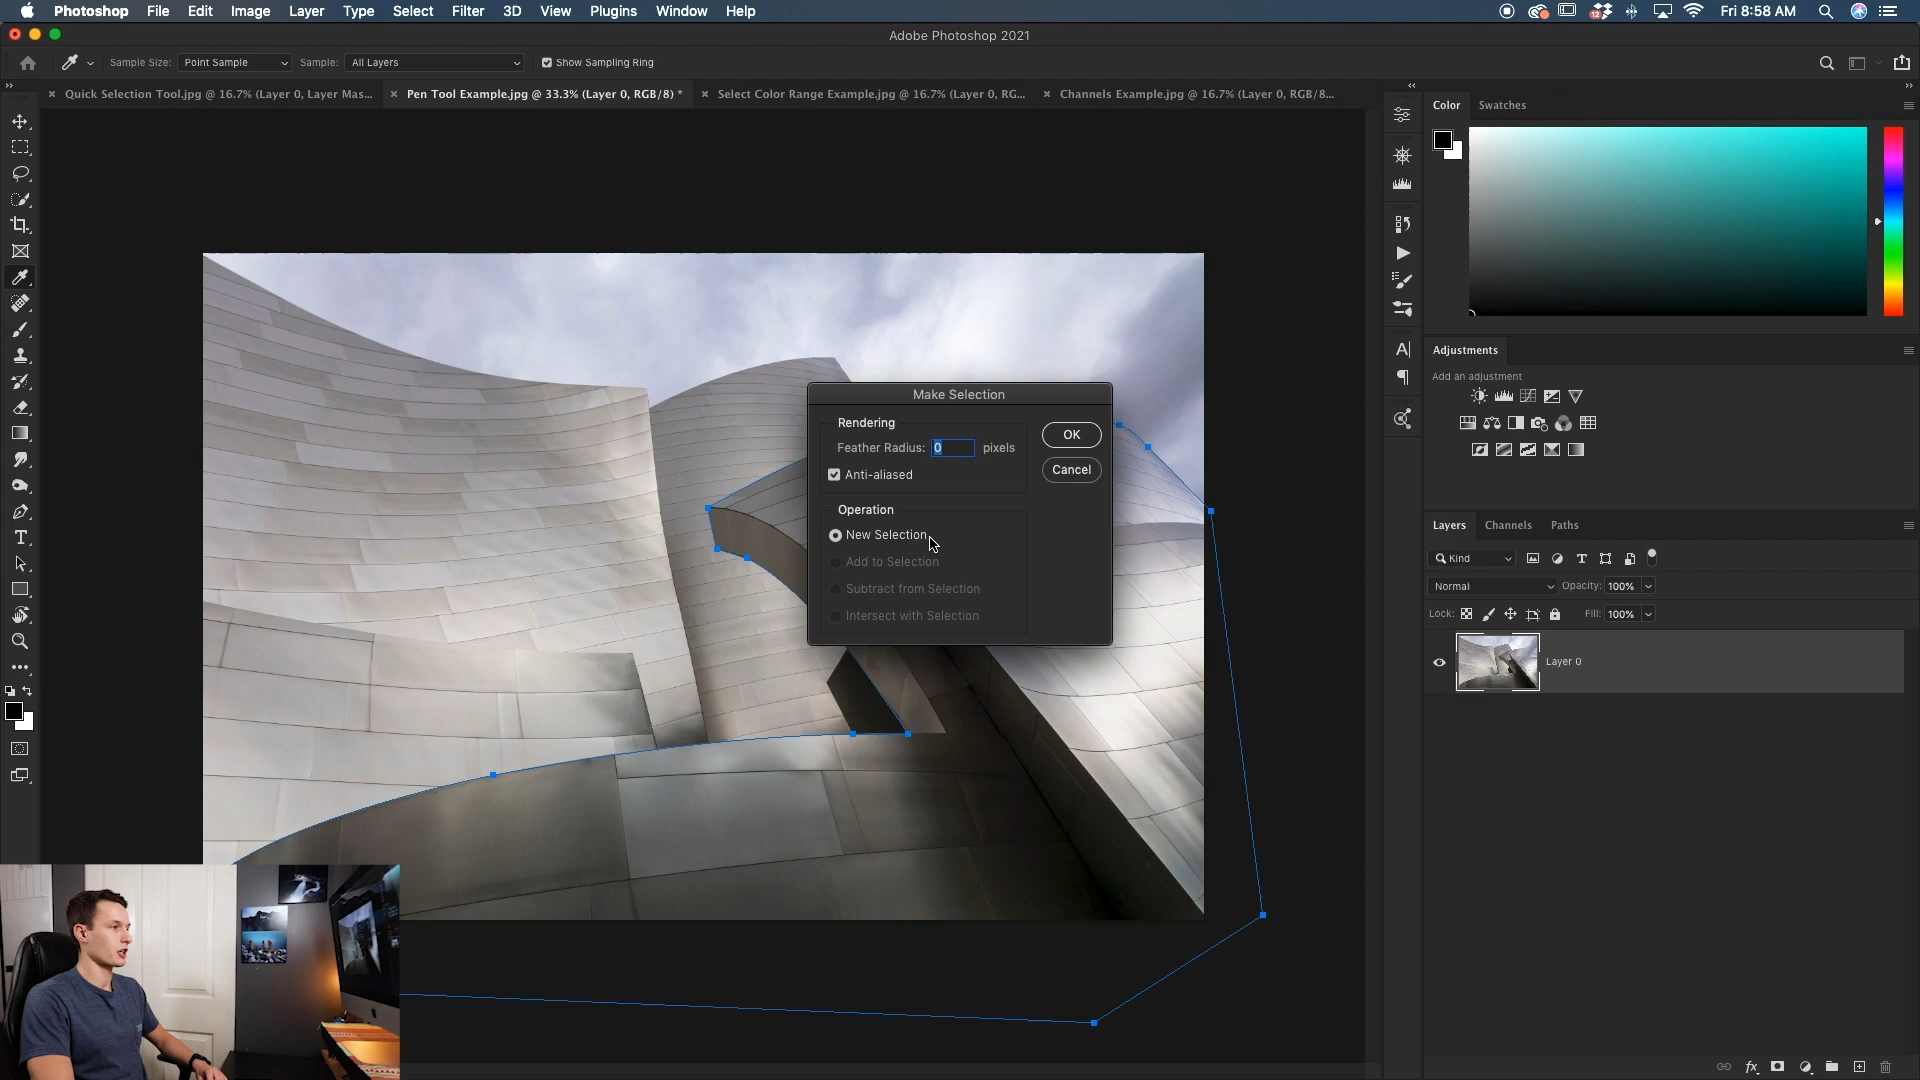 Photoshop File Edit Image Layer Type Select Filter 3D View Plugins Window Help
12 Fri 8:58 AM
Adobe Photoshop 2021
Sample Size: Point Sample Sample: All Layers Show Sampling Ring
Quick Selection Tool.jpg @ 16.7% (Layer 0, Layer Mas...
Pen Tool Example.jpg @ 33.3% (Layer 0, RGB/8) *
Select Color Range Example.jpg @ 16.7% (Layer 0, RG...
Channels Example.jpg @ 16.7% (Layer 0, RGB/8...
Color Swatches
Adjustments
Add an adjustment
Make Selection
Rendering
Feather Radius: 0 pixels
Anti-aliased
OK
Cancel
Operation
New Selection
Add to Selection
Subtract from Selection
Intersect with Selection
Layers Channels Paths
Kind
Normal Opacity: 100%
Lock: Fill: 100%
Layer 0